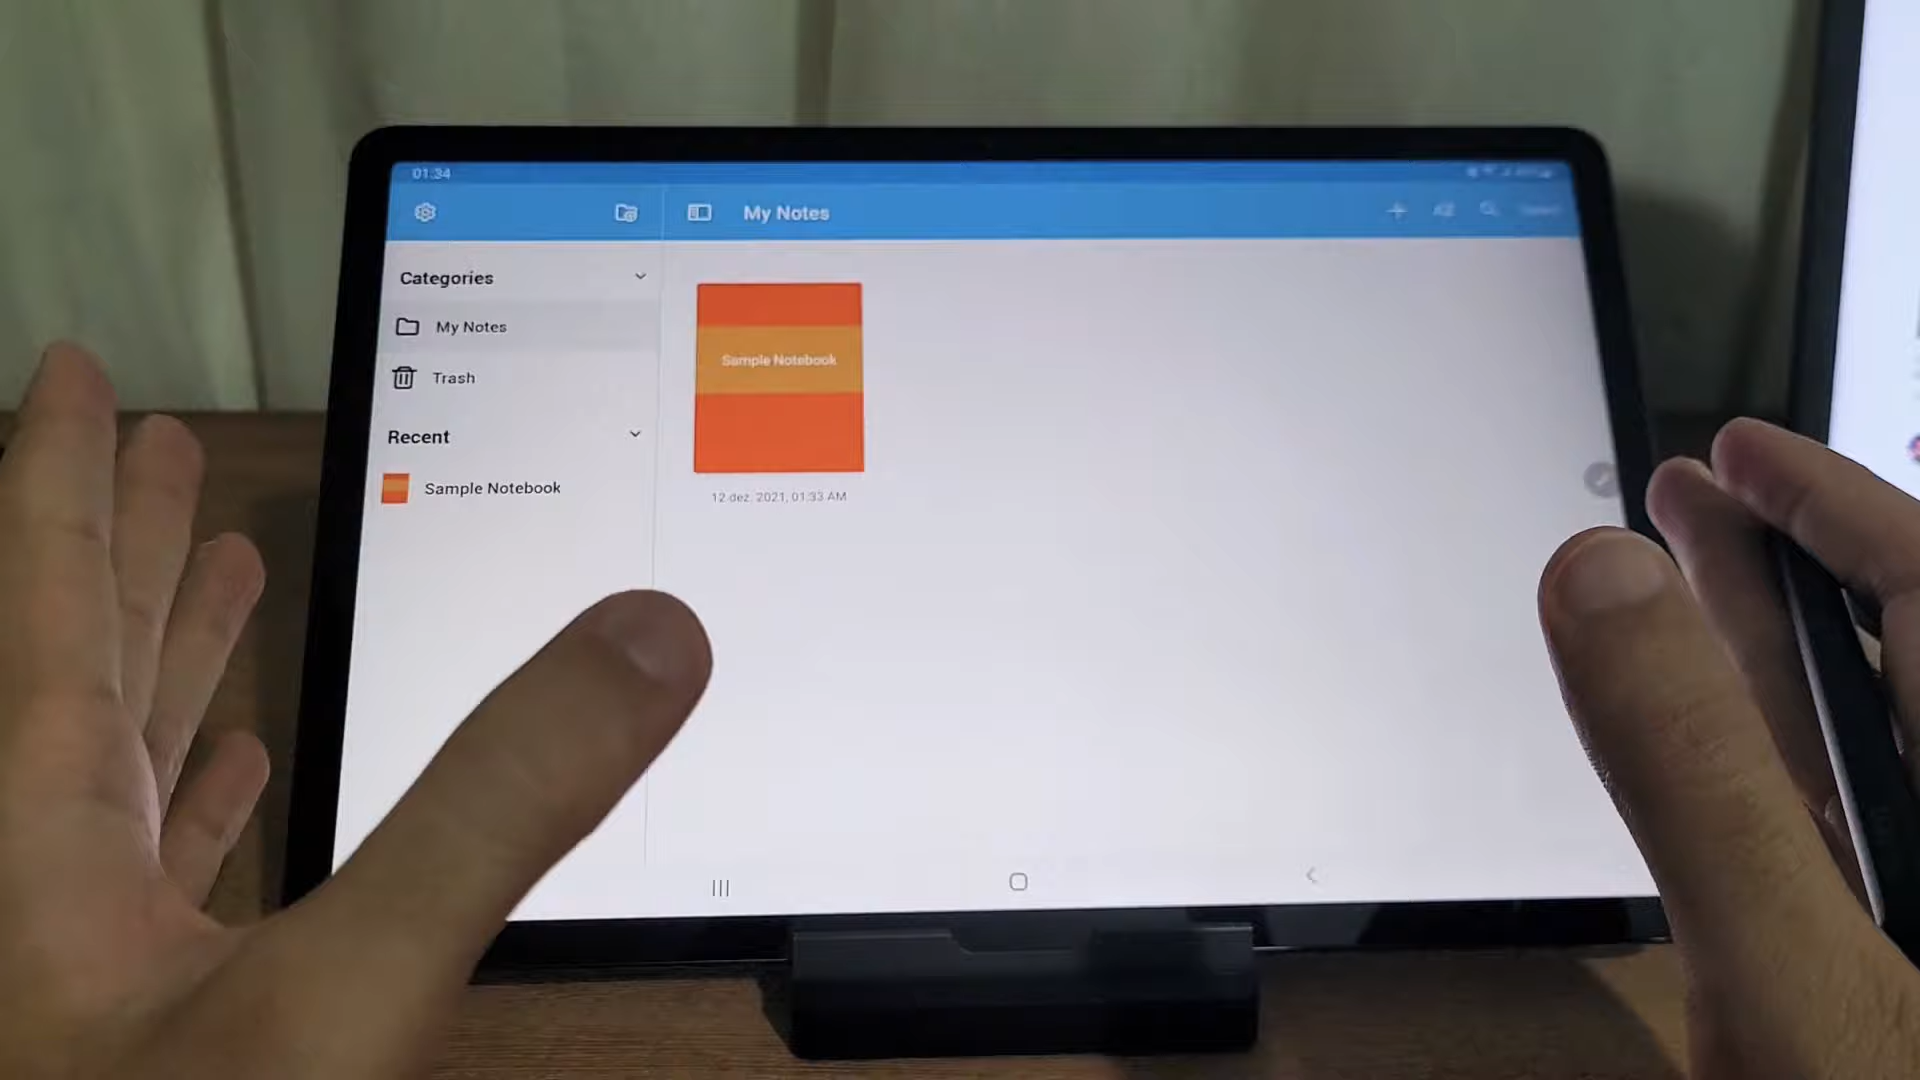 01:34
My Notes
Categories
My Notes
Trash
Recent
Sample Notebook
Sample Notebook
12 dez. 2021, 01:33 AM